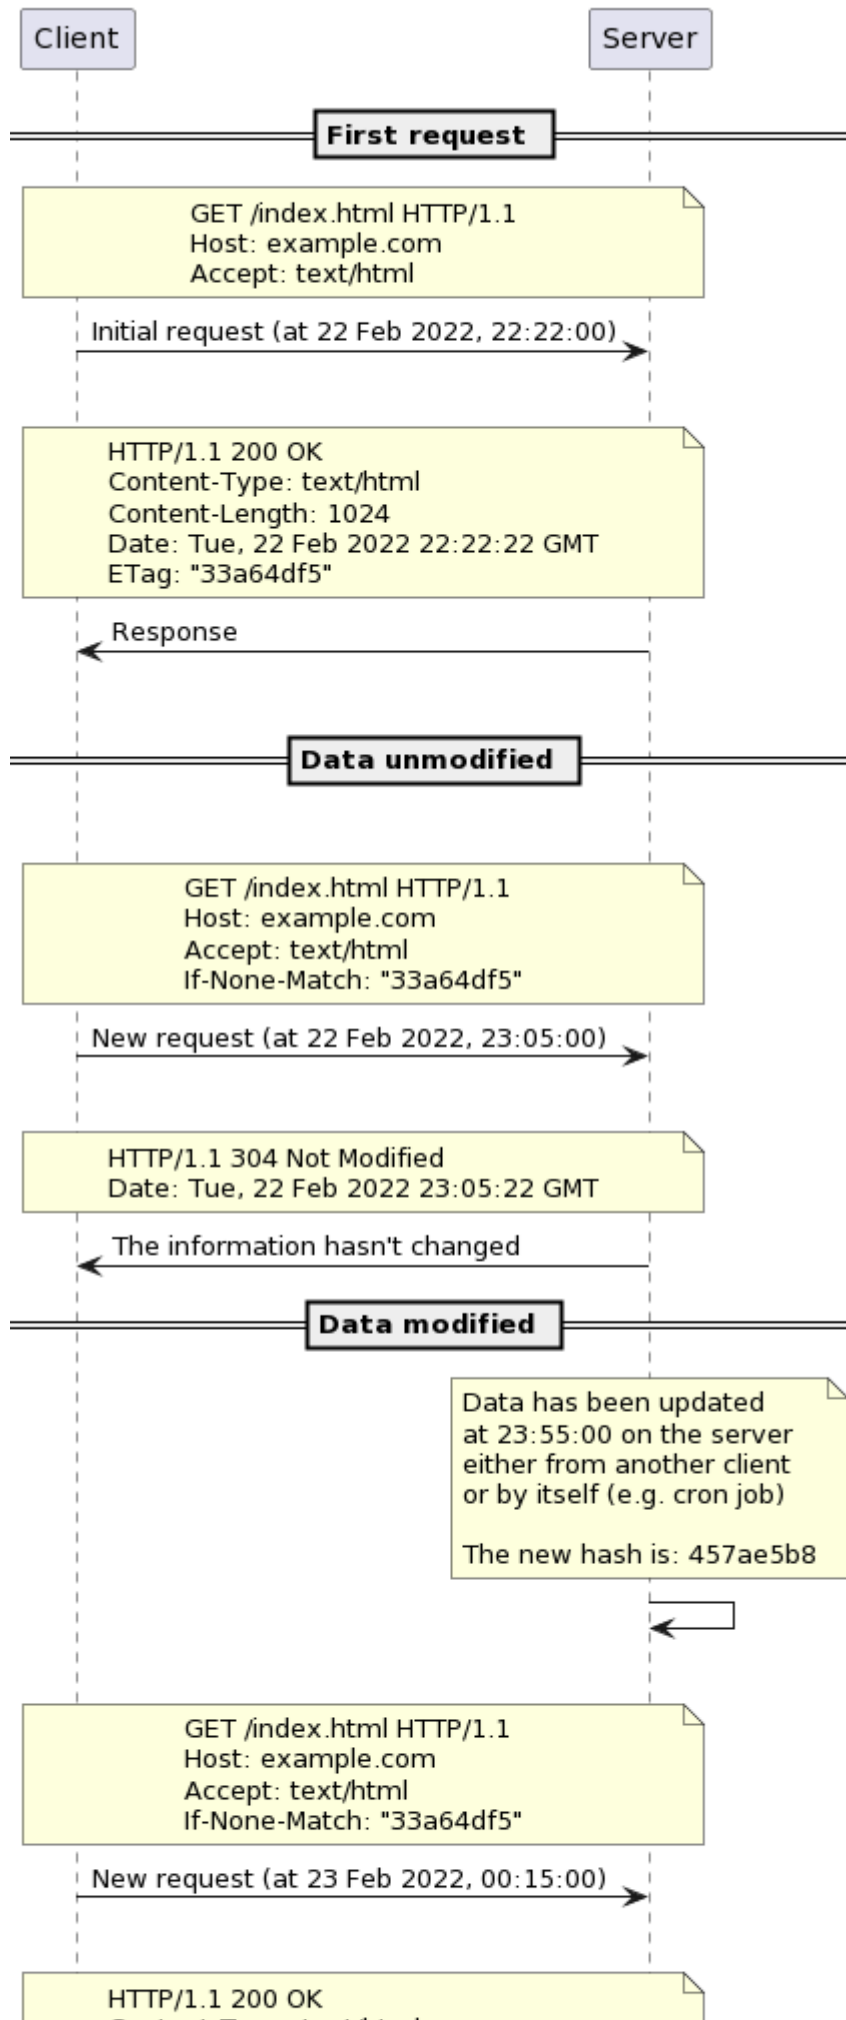 Client
Server
First request
GET /index.html HTTP/1.1
Host: example.com
Accept: text/html
Initial request (at 22 Feb 2022, 22:22:00)
HTTP/1.1 200 OK
Content-Type: text/html
Content-Length: 1024
Date: Tue, 22 Feb 2022 22:22:22 GMT
ETag: "33a64df5"
Response
Data unmodified
GET /index.html HTTP/1.1
Host: example.com
Accept: text/html
If-None-Match: "33a64df5"
New request (at 22 Feb 2022, 23:05:00)
HTTP/1.1 304 Not Modified
Date: Tue, 22 Feb 2022 23:05:22 GMT
The information hasn't changed
Data modified
Data has been updated
at 23:55:00 on the server
either from another client
or by itself (e.g. cron job)
The new hash is: 457ae5b8
GET /index.html HTTP/1.1
Host: example.com
Accept: text/html
If-None-Match: "33a64df5"
New request (at 23 Feb 2022, 00:15:00)
HTTP/1.1 200 OK